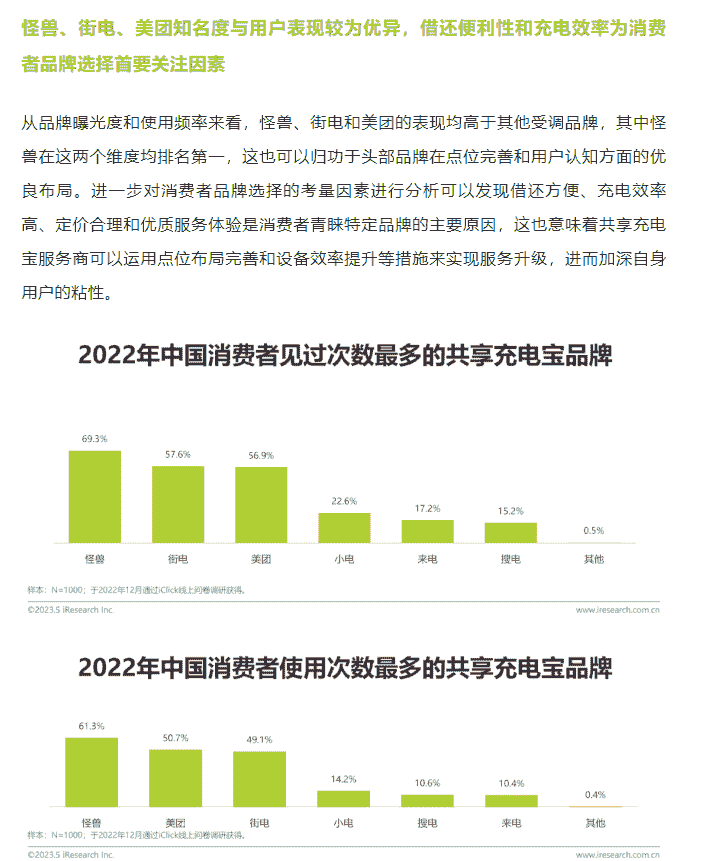 怪兽、街电、美团知名度与用户表现较为优异，借还便利性和充电效率为消费
者品牌选择首要关注因素
从品牌曝光度和使用频率来看，怪兽、街电和美团的表现均高于其他受调品牌，其中怪
兽在这两个维度均排名第一，这也可以归功于头部品牌在点位完善和用户认知方面的优
良布局。进一步对消费者品牌选择的考量因素进行分析可以发现借还方便、充电效率
高、定价合理和优质服务体验是消费者青睐特定品牌的主要原因，这也意味着共享充电
宝服务商可以运用点位布局完善和设备效率提升等措施来实现服务升级，进而加深自身
用户的粘性。
2022年中国消费者见过次数最多的共享充电宝品牌
69.3% 57.6% 56.9% 22.6% 17.2% 15.2% 0.5%
怪兽 街电 美团 小电 来电 搜电 其他
样本：N=1000；于2022年12月通过iClick线上问卷调研获得。
©2023.5 iResearch Inc. www.iresearch.com.cn
2022年中国消费者使用次数最多的共享充电宝品牌
61.3% 50.7% 49.1% 14.2% 10.6% 10.4% 0.4%
怪兽 美团 街电 小电 搜电 来电 其他
样本：N=1000；于2022年12月通过iClick线上问卷调研获得。
©2023.5 iResearch Inc. www.iresearch.com.cn